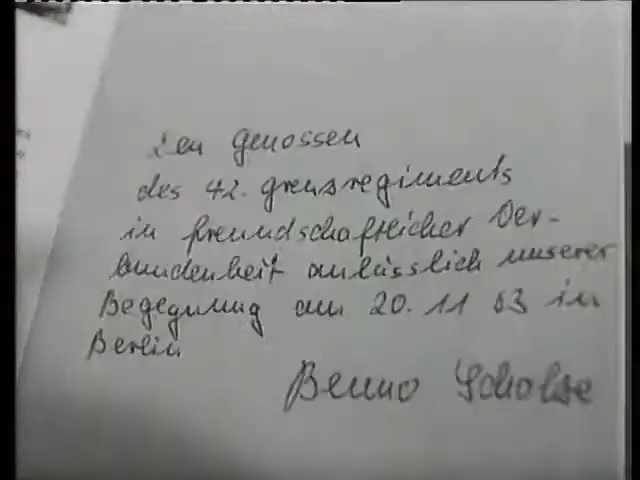 Den Genossen
des 42. Grenzregiments
in freundschaftlicher Ver-
bundenheit anlässlich unserer
Begegnung am 20. 11 63 in
Berlin
Benno Scholze